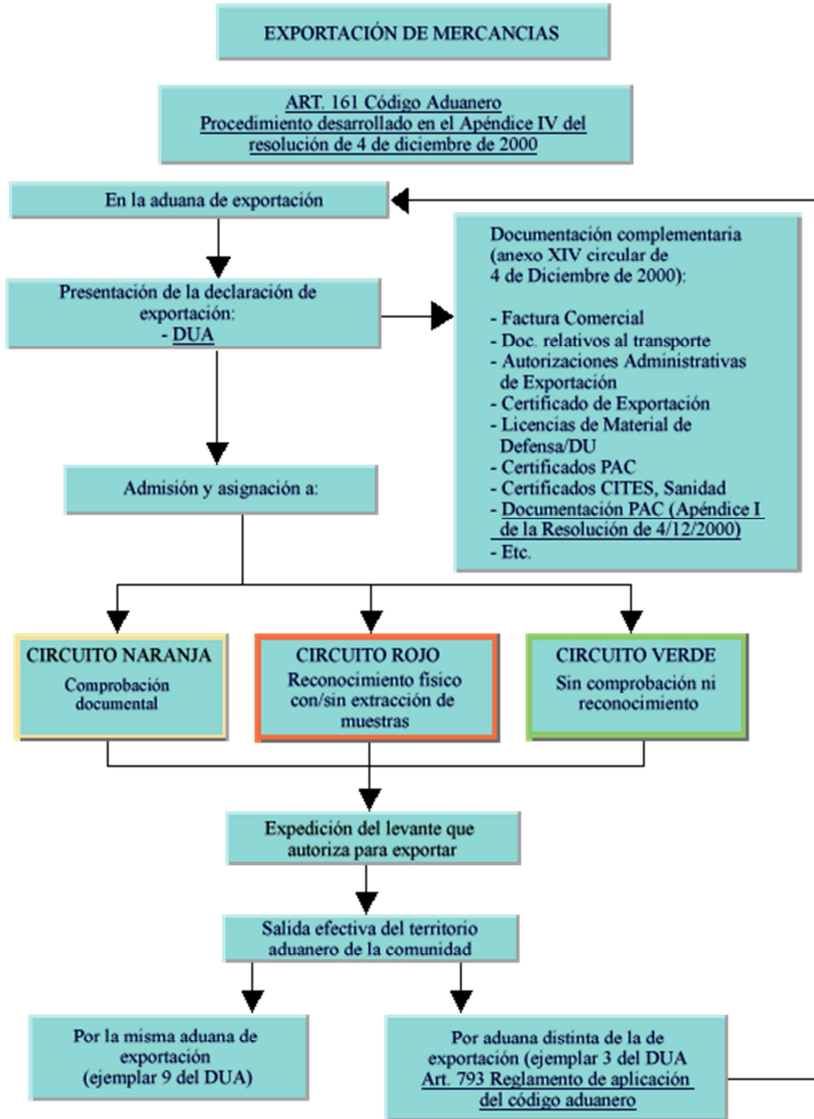 EXPORTACIÓN DE MERCANCIAS
ART. 161 Código Aduanero
Procedimiento desarrollado en el Apéndice IV del
resolución de 4 de diciembre de 2000
En la aduana de exportación
Presentación de la declaración de
exportación:
- DUA
Documentación complementaria
(anexo XIV circular de
4 de Diciembre de 2000):
- Factura Comercial
- Doc. relativos al transporte
- Autorizaciones Administrativas
de Exportación
- Certificado de Exportación
- Licencias de Material de
Defensa/DU
- Certificados PAC
- Certificados CITES, Sanidad
- Documentación PAC (Apéndice I
de la Resolución de 4/12/2000)
- Etc.
Admisión y asignación a:
CIRCUITO NARANJA
Comprobación
documental
CIRCUITO ROJO
Reconocimiento físico
con/sin extracción de
muestras
CIRCUITO VERDE
Sin comprobación ni
reconocimiento
Expedición del levante que
autoriza para exportar
Salida efectiva del territorio
aduanero de la comunidad
Por la misma aduana de
exportación
(ejemplar 9 del DUA)
Por aduana distinta de la de
exportación (ejemplar 3 del DUA
Art. 793 Reglamento de aplicación
del código aduanero